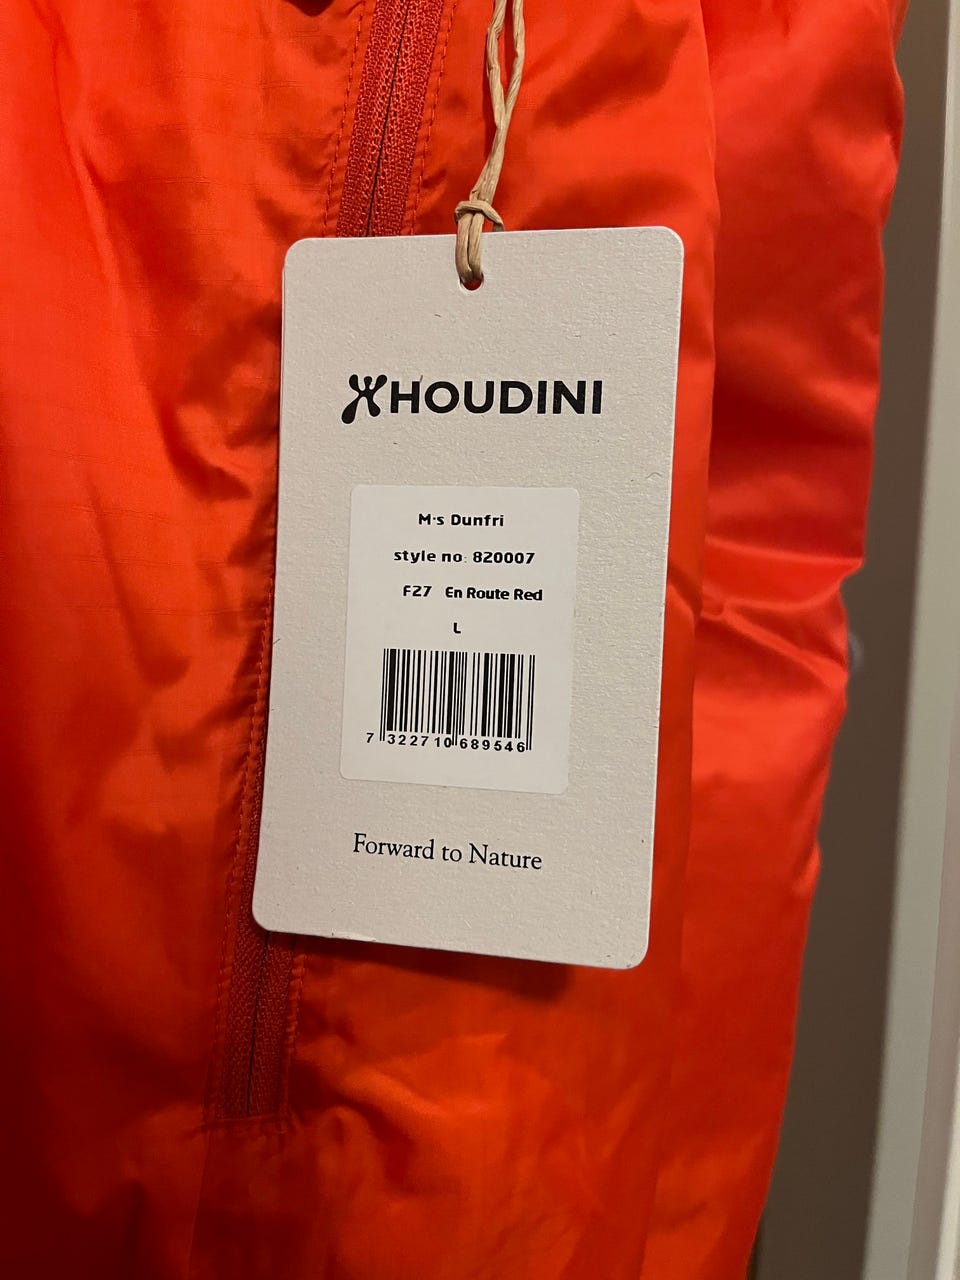 HOUDINI
M's Dunfri
style no: 820007
F27 En Route Red
L
7 322710 689546
Forward to Nature